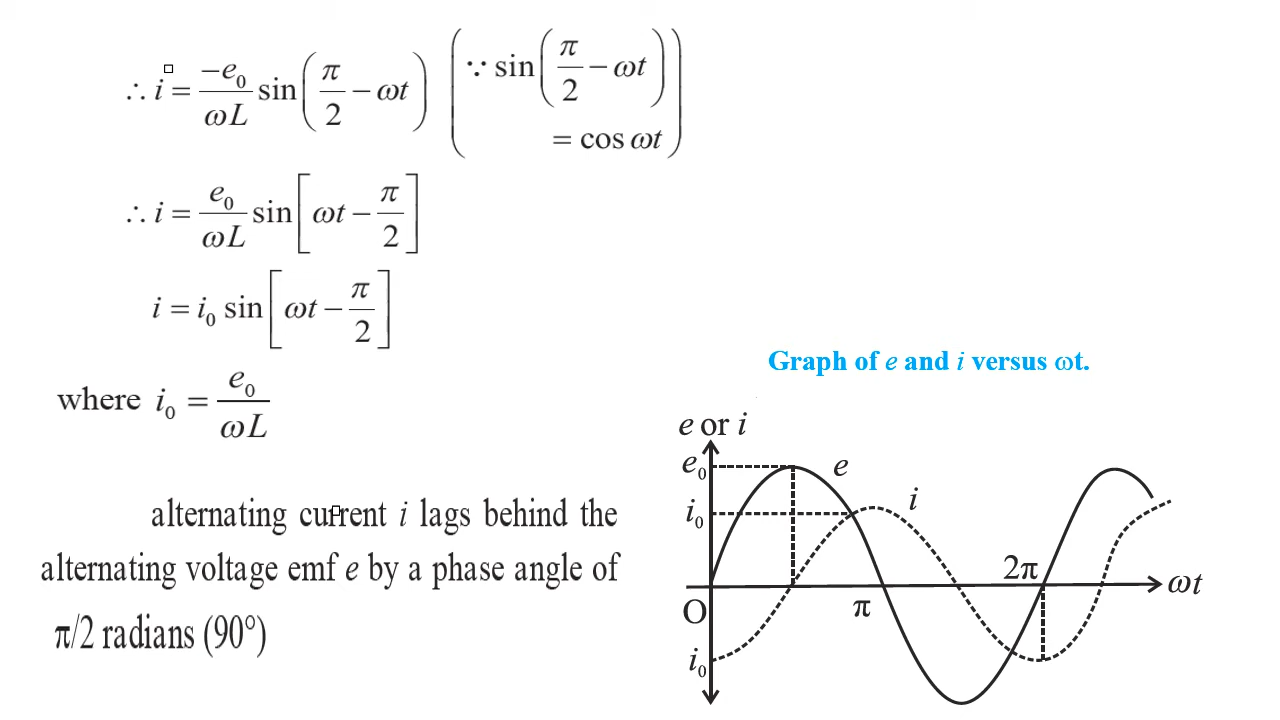 ∴ i = −e₀/ωL sin(π/2 − ωt) (∵ sin(π/2 − ωt)
= cos ωt)
∴ i = e₀/ωL sin[ωt − π/2]
i = i₀ sin[ωt − π/2]
where i₀ = e₀/ωL
alternating current i lags behind the
alternating voltage emf e by a phase angle of
π/2 radians (90°)
Graph of e and i versus ωt.
e or i
e₀
e
i₀
i
2π
ωt
O
π
i₀